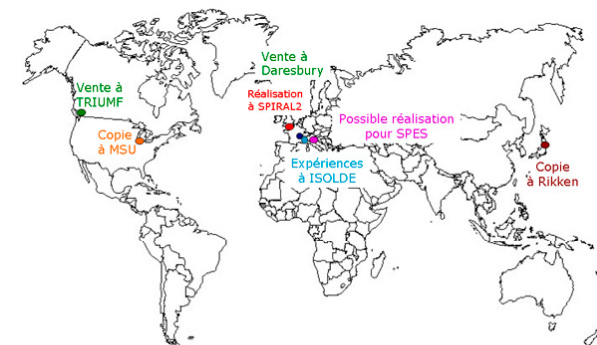 Vente à
Daresbury
Vente à
TRIUMF
Réalisation
à SPIRAL2
Copie
à MSU
Possible réalisation
pour SPES
Expériences
à ISOLDE
Copie
à Rikken